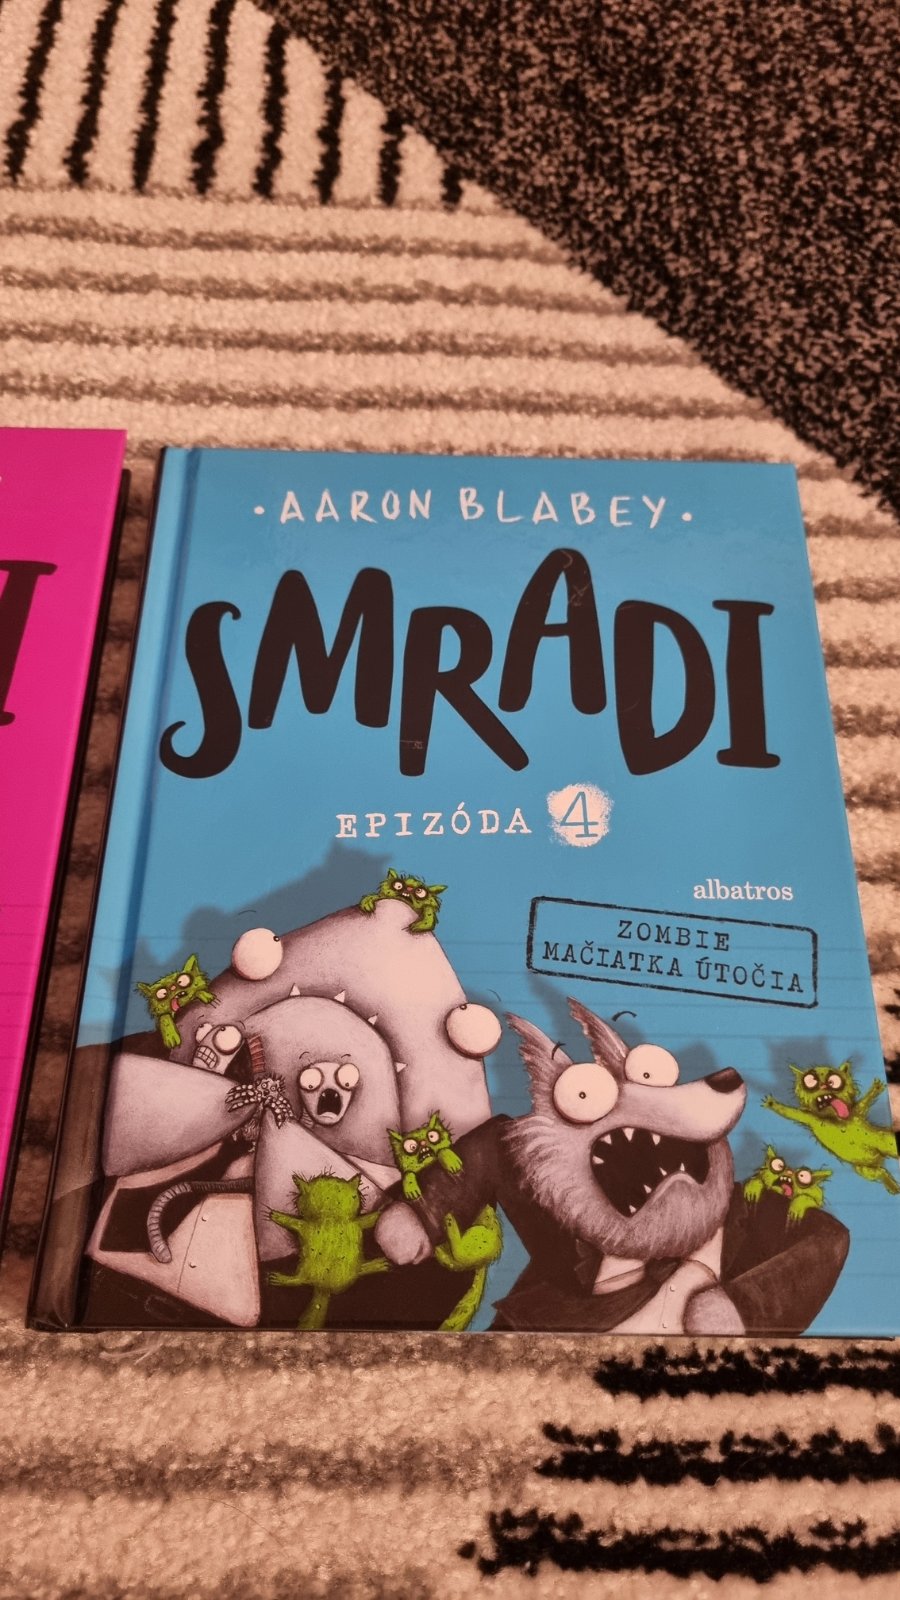 · AARON BLABEY ·
SMRADI
EPIZÓDA 4
albatros
ZOMBIE
MAČIATKA ÚTOČIA